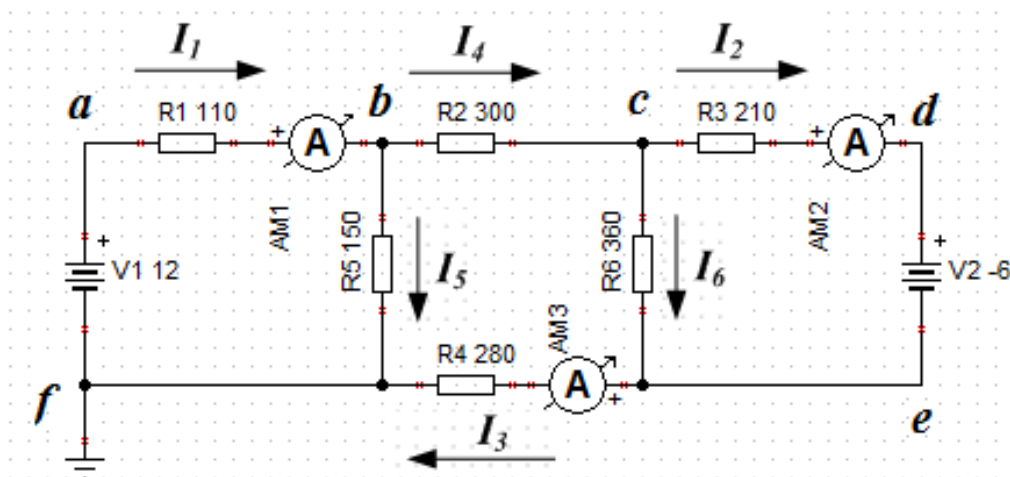 I1 I4 I2
a b c d
R1 110 R2 300 R3 210
+ A + A
AM1 AM2
+ V1 12 R5 150 I5 R6 360 I6 + V2 -6
AM3
R4 280
A +
f e
I3